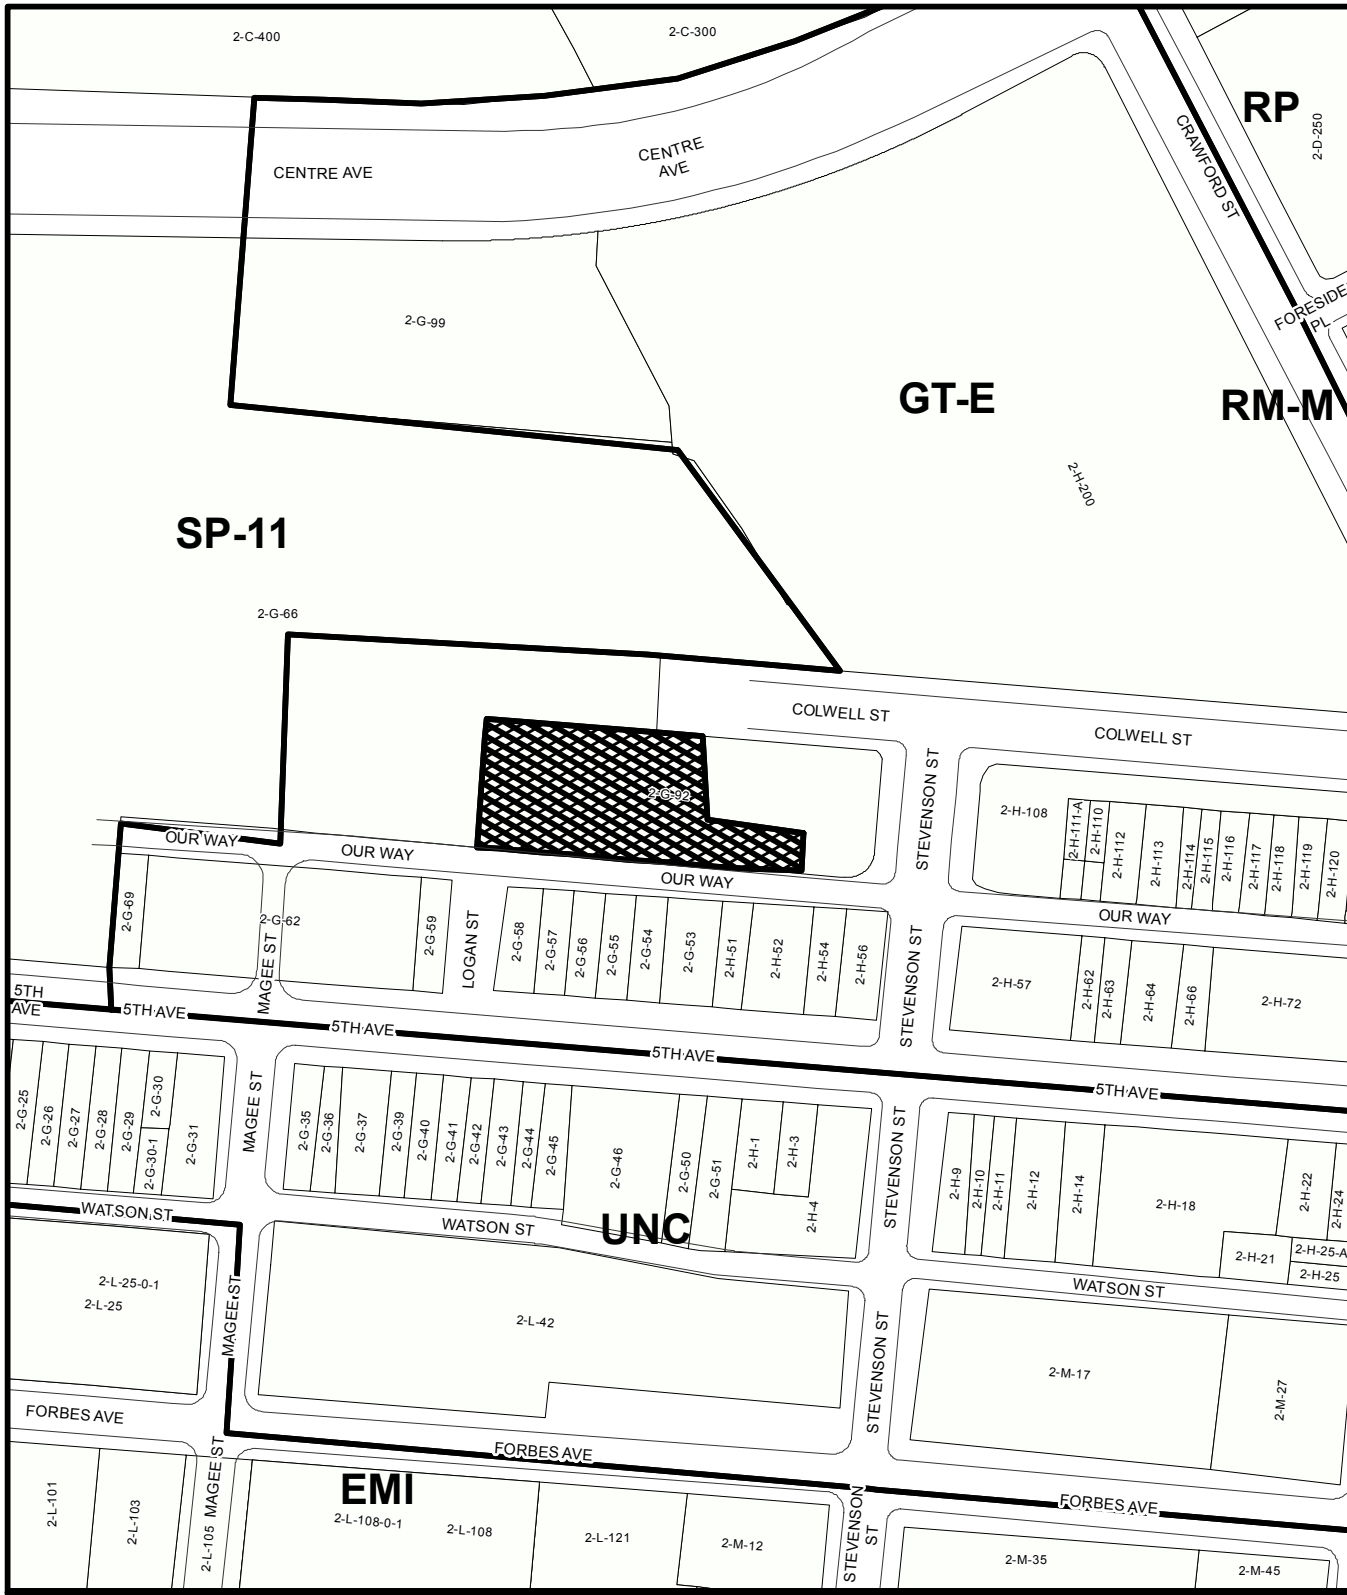 2-C-400
2-C-300
RP
2-D-250
CENTRE
AVE
CENTRE AVE
CRAWFORD ST
FORESIDE
PL
2-G-99
GT-E
RM-M
2-H-200
SP-11
2-G-66
COLWELL ST
COLWELL ST
STEVENSON ST
2-G-92
2-H-108
2-H-111-A
2-H-110
2-H-112
2-H-113
2-H-114
2-H-115
2-H-116
2-H-117
2-H-118
2-H-119
2-H-120
OUR WAY
OUR WAY
OUR WAY
OUR WAY
2-G-69
2-G-62
MAGEE ST
2-G-59
LOGAN ST
2-G-58
2-G-57
2-G-56
2-G-55
2-G-54
2-G-53
2-H-51
2-H-52
2-H-54
2-H-56
STEVENSON ST
2-H-57
2-H-62
2-H-63
2-H-64
2-H-66
2-H-72
5TH
AVE
5TH AVE
5TH AVE
5TH AVE
5TH AVE
2-G-25
2-G-26
2-G-27
2-G-28
2-G-29
2-G-30
2-G-30-1
2-G-31
MAGEE ST
2-G-35
2-G-36
2-G-37
2-G-39
2-G-40
2-G-41
2-G-42
2-G-43
2-G-44
2-G-45
2-G-46
2-G-50
2-G-51
2-H-1
2-H-3
2-H-4
STEVENSON ST
2-H-9
2-H-10
2-H-11
2-H-12
2-H-14
2-H-18
2-H-22
2-H-24
2-H-21
2-H-25-A
2-H-25
WATSON ST
WATSON ST
UNC
WATSON ST
2-L-25-0-1
2-L-25
MAGEE ST
2-L-42
STEVENSON ST
2-M-17
2-M-27
FORBES AVE
FORBES AVE
FORBES AVE
EMI
2-L-101
2-L-103
2-L-105
MAGEE ST
2-L-108-0-1
2-L-108
2-L-121
2-M-12
STEVENSON
ST
2-M-35
2-M-45